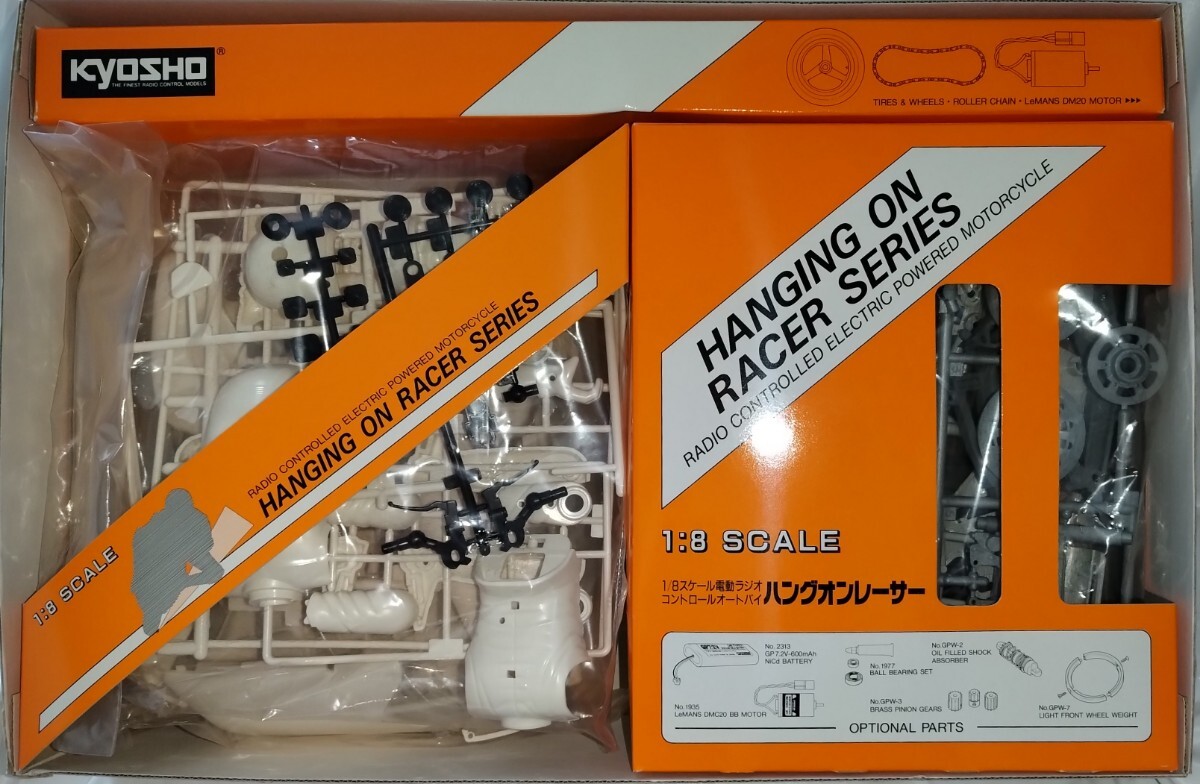 KYOSHO®
THE FINEST RADIO CONTROL MODELS
TIRES & WHEELS · ROLLER CHAIN · LeMANS DM20 MOTOR ▸▸▸
RADIO CONTROLLED ELECTRIC POWERED MOTORCYCLE
HANGING ON RACER SERIES
1:8 SCALE
HANGING ON
RACER SERIES
RADIO CONTROLLED ELECTRIC POWERED MOTORCYCLE
1:8 SCALE
1/8スケール電動ラジオ
コントロールオートバイ ハングオンレーサー
No. 2313
GP7.2V-600mAh
NiCd BATTERY
No.1977
BALL BEARING SET
No.GPW-2
OIL FILLED SHOCK
ABSORBER
No.1935
LeMANS DMC20 BB MOTOR
No.GPW-3
BRASS PINION GEARS
No.GPW-7
LIGHT FRONT WHEEL WEIGHT
OPTIONAL PARTS